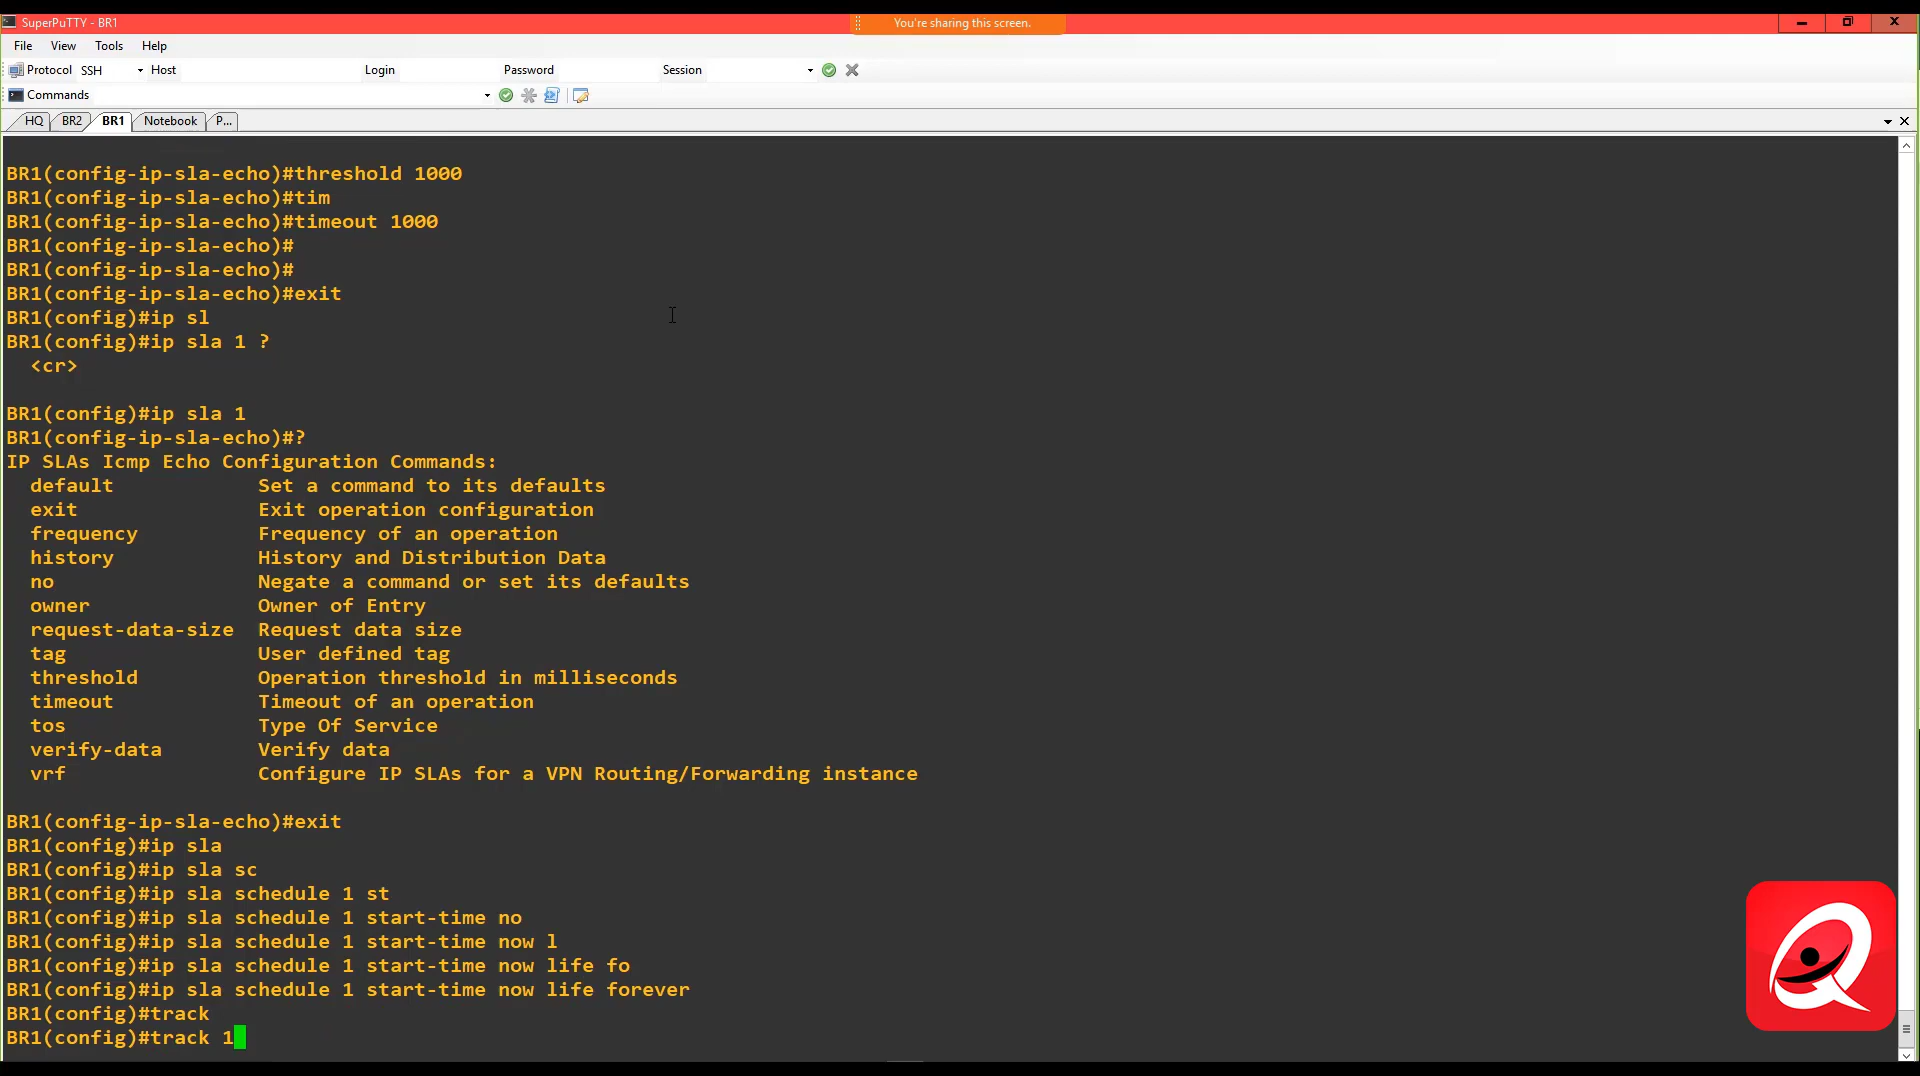 SuperPuTTY - BR1
You're sharing this screen.
File View Tools Help
Protocol SSH Host Login Password Session
Commands
HQ BR2 BR1 Notebook P...
BR1(config-ip-sla-echo)#threshold 1000
BR1(config-ip-sla-echo)#tim
BR1(config-ip-sla-echo)#timeout 1000
BR1(config-ip-sla-echo)#
BR1(config-ip-sla-echo)#
BR1(config-ip-sla-echo)#exit
BR1(config)#ip sl
BR1(config)#ip sla 1 ?
<cr>
BR1(config)#ip sla 1
BR1(config-ip-sla-echo)#?
IP SLAs Icmp Echo Configuration Commands:
default Set a command to its defaults
exit Exit operation configuration
frequency Frequency of an operation
history History and Distribution Data
no Negate a command or set its defaults
owner Owner of Entry
request-data-size Request data size
tag User defined tag
threshold Operation threshold in milliseconds
timeout Timeout of an operation
tos Type Of Service
verify-data Verify data
vrf Configure IP SLAs for a VPN Routing/Forwarding instance
BR1(config-ip-sla-echo)#exit
BR1(config)#ip sla
BR1(config)#ip sla sc
BR1(config)#ip sla schedule 1 st
BR1(config)#ip sla schedule 1 start-time no
BR1(config)#ip sla schedule 1 start-time now l
BR1(config)#ip sla schedule 1 start-time now life fo
BR1(config)#ip sla schedule 1 start-time now life forever
BR1(config)#track
BR1(config)#track 1